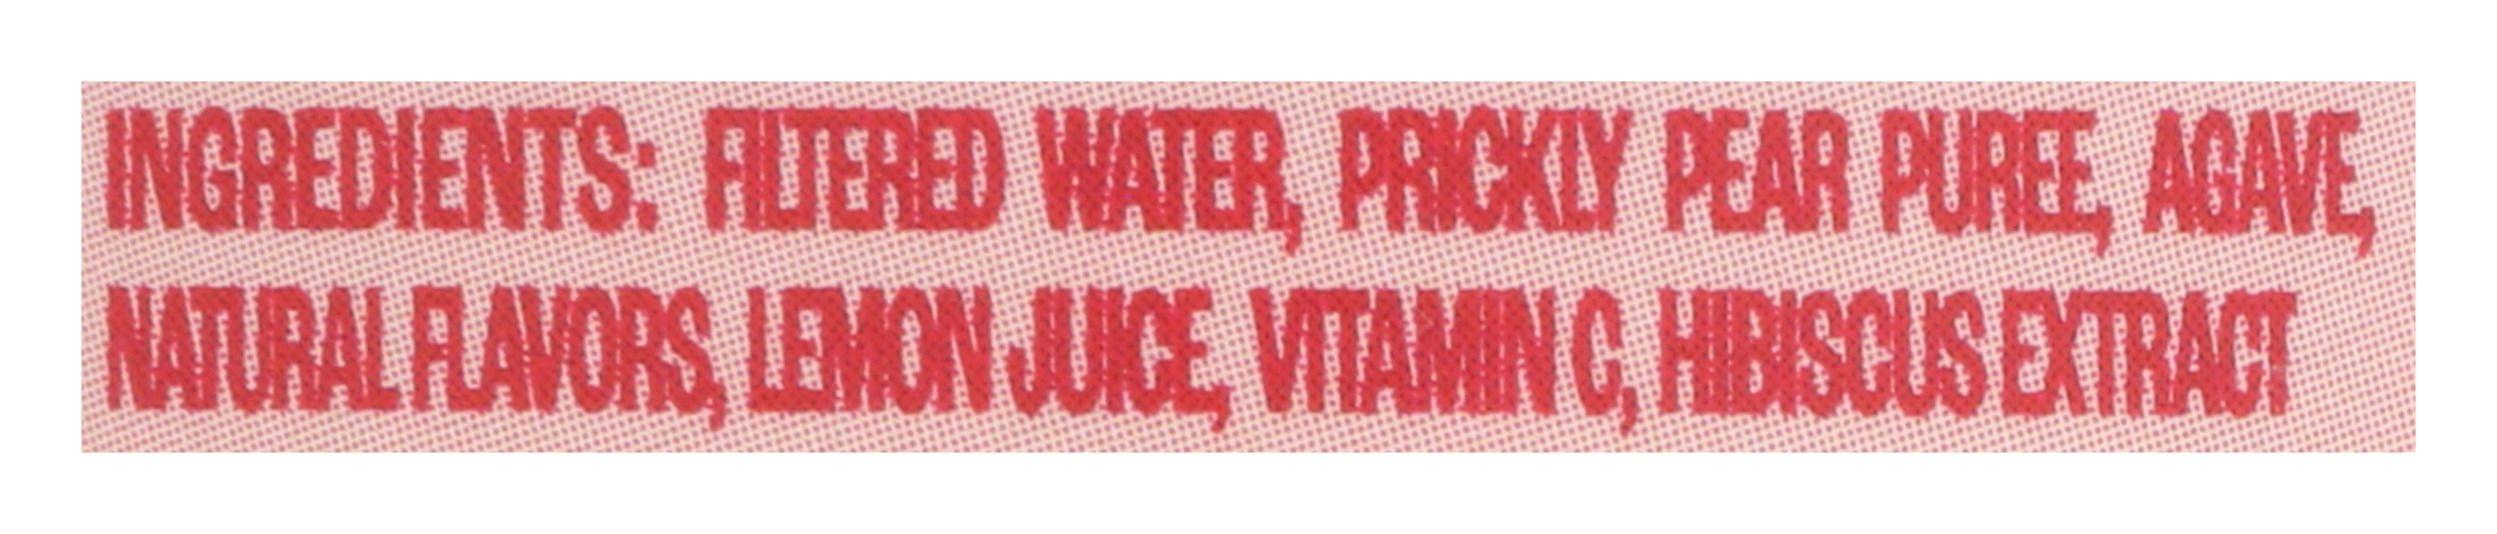 INGREDIENTS: FILTERED WATER, PRICKLY PEAR PUREE, AGAVE,
NATURAL FLAVORS, LEMON JUICE, VITAMIN C, HIBISCUS EXTRACT